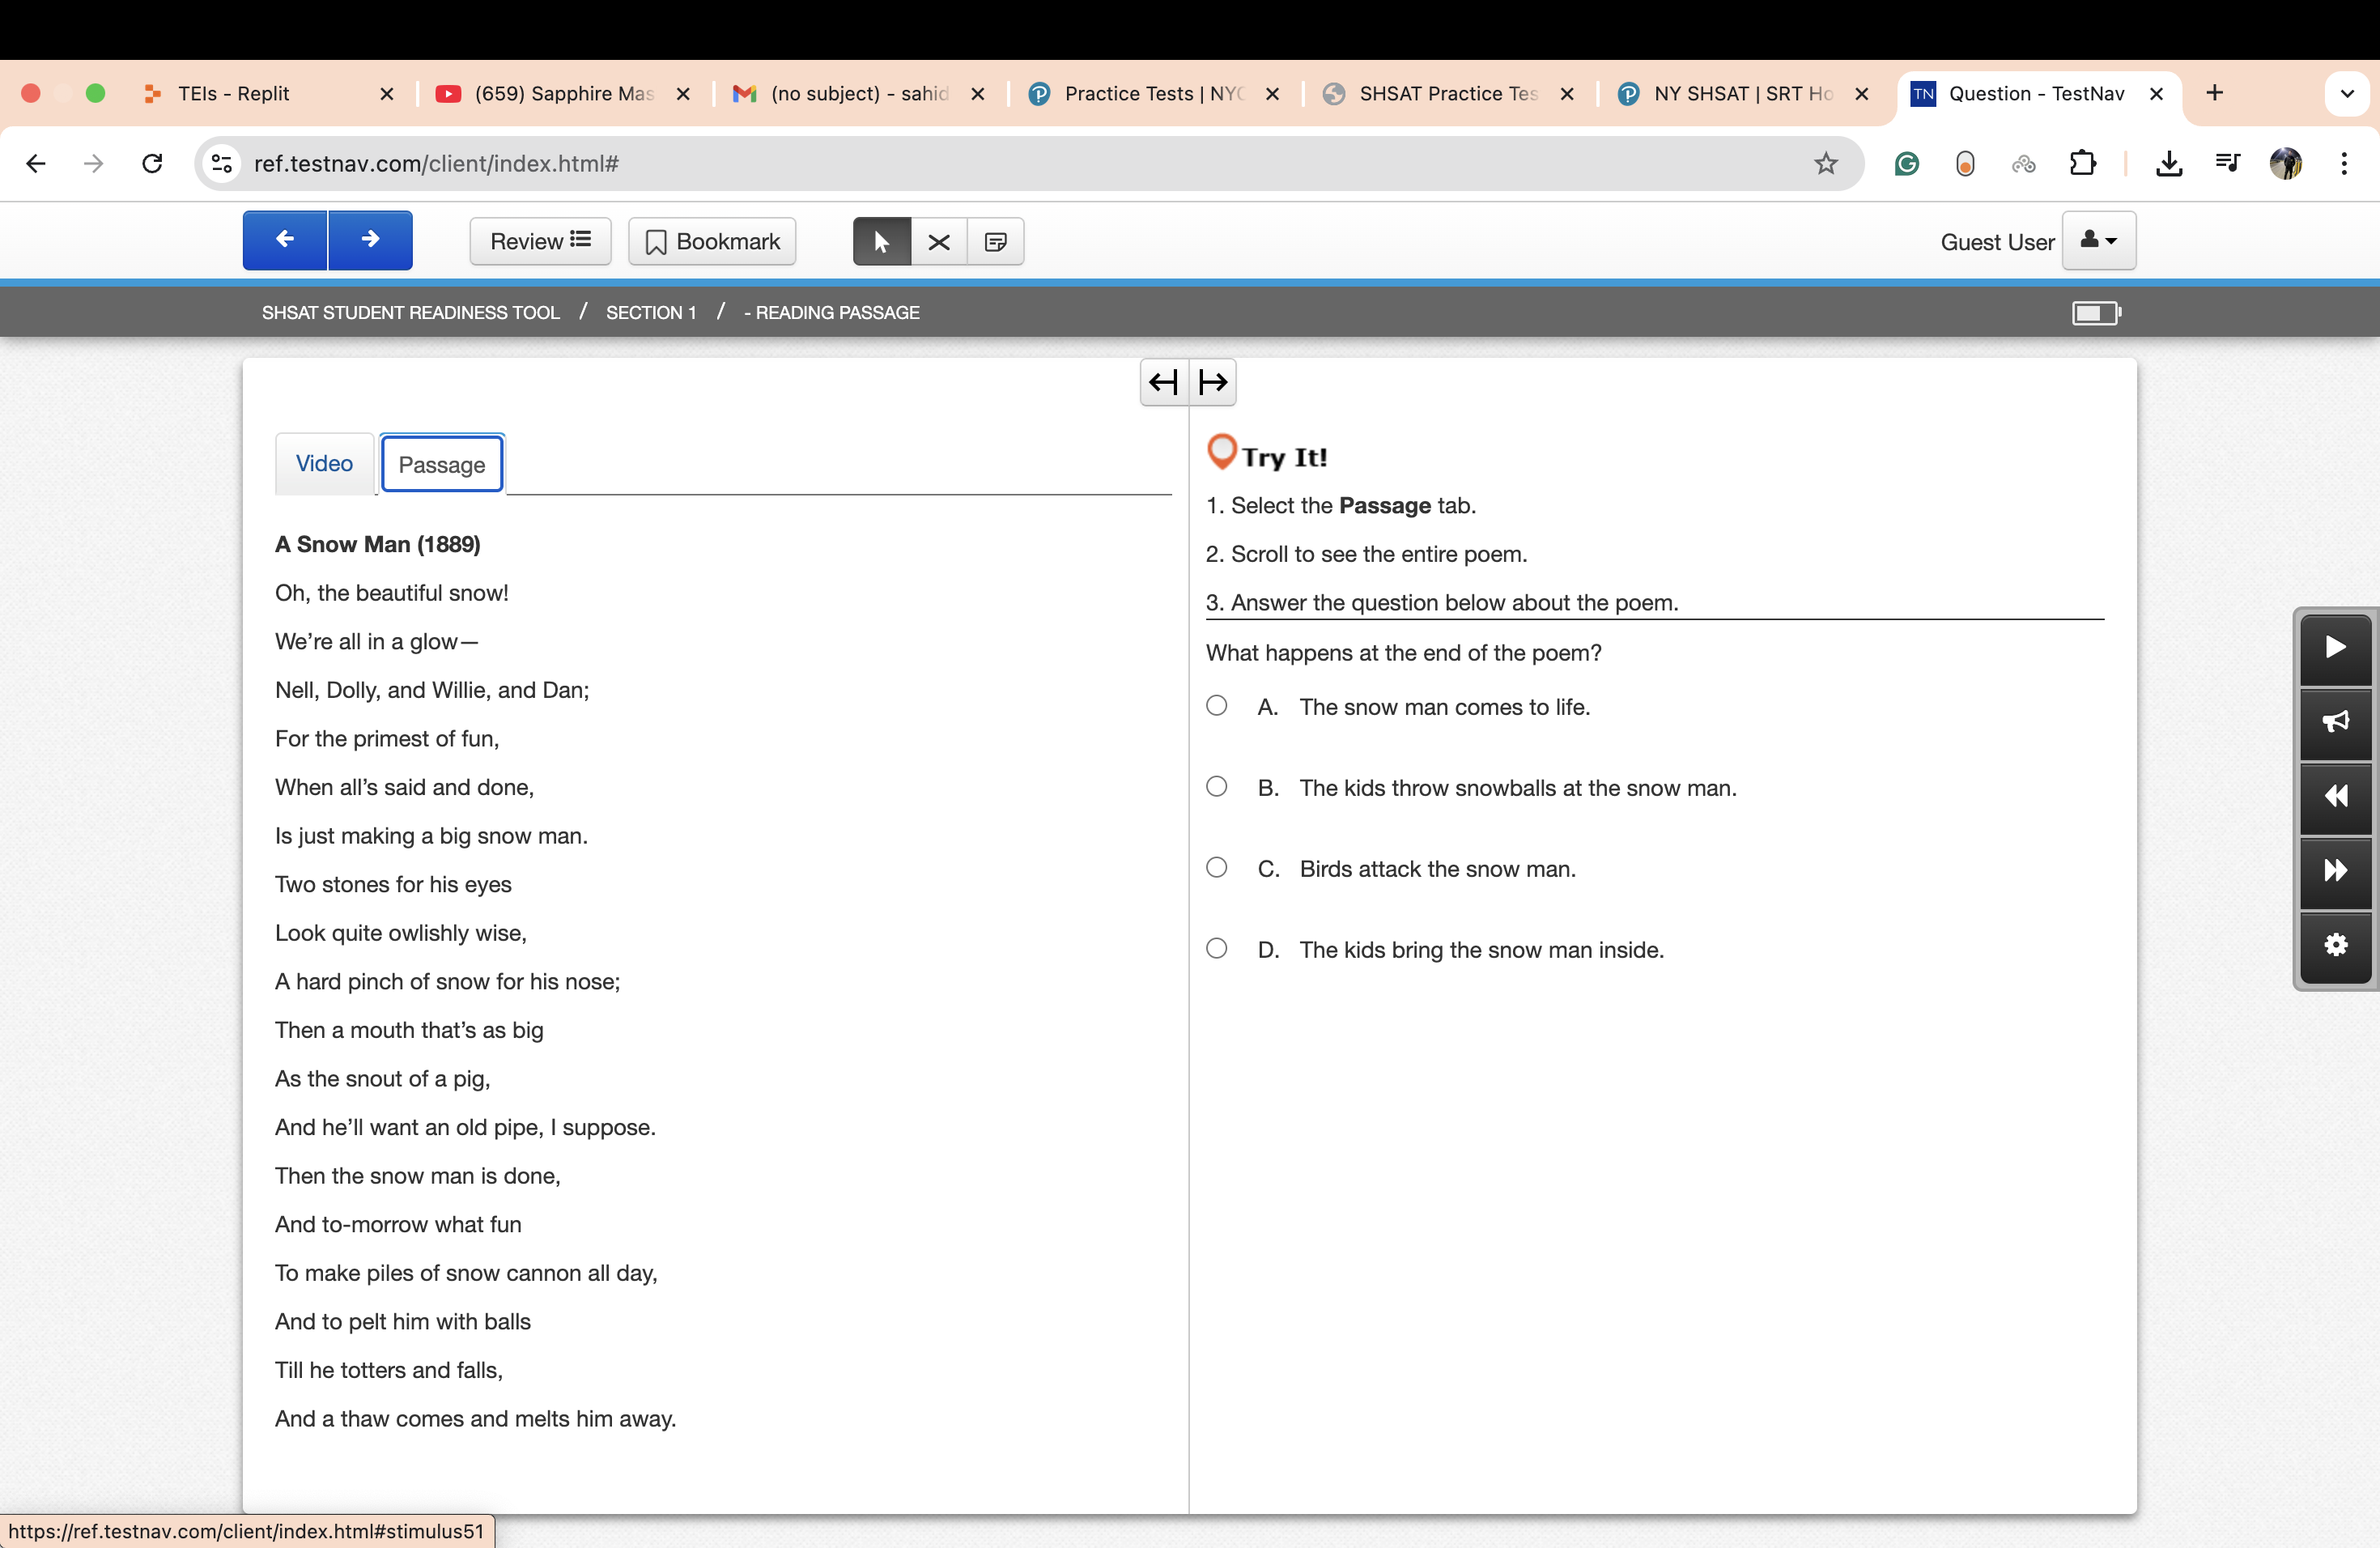 TEIs - Replit
(659) Sapphire Mas
(no subject) - sahid
Practice Tests | NYC
SHSAT Practice Tes
NY SHSAT | SRT Ho
TN Question - TestNav
ref.testnav.com/client/index.html#
Review
Bookmark
Guest User
SHSAT STUDENT READINESS TOOL / SECTION 1 / - READING PASSAGE
Video
Passage
A Snow Man (1889)
Oh, the beautiful snow!
We’re all in a glow—
Nell, Dolly, and Willie, and Dan;
For the primest of fun,
When all’s said and done,
Is just making a big snow man.
Two stones for his eyes
Look quite owlishly wise,
A hard pinch of snow for his nose;
Then a mouth that’s as big
As the snout of a pig,
And he’ll want an old pipe, I suppose.
Then the snow man is done,
And to-morrow what fun
To make piles of snow cannon all day,
And to pelt him with balls
Till he totters and falls,
And a thaw comes and melts him away.
Try It!
1. Select the Passage tab.
2. Scroll to see the entire poem.
3. Answer the question below about the poem.
What happens at the end of the poem?
A. The snow man comes to life.
B. The kids throw snowballs at the snow man.
C. Birds attack the snow man.
D. The kids bring the snow man inside.
https://ref.testnav.com/client/index.html#stimulus51